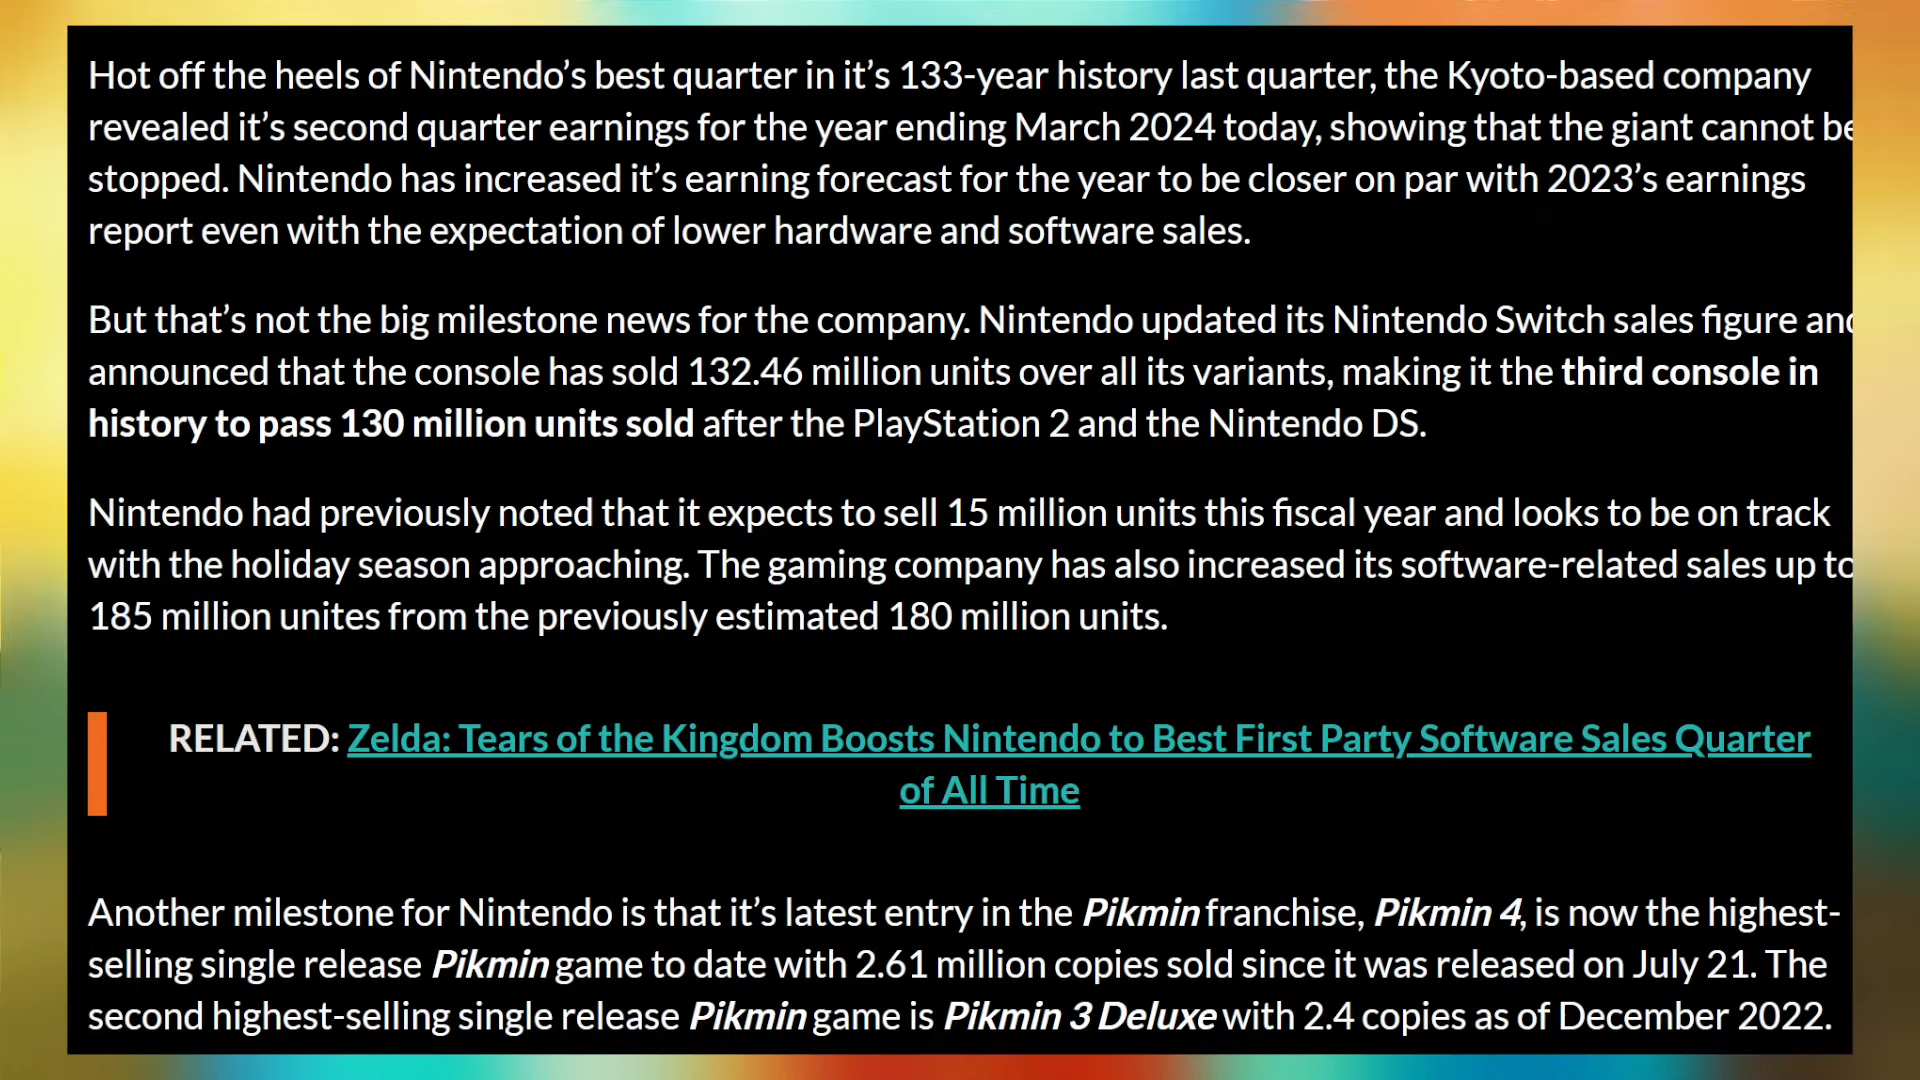 Hot off the heels of Nintendo’s best quarter in it’s 133-year history last quarter, the Kyoto-based company
revealed it’s second quarter earnings for the year ending March 2024 today, showing that the giant cannot be
stopped. Nintendo has increased it’s earning forecast for the year to be closer on par with 2023’s earnings
report even with the expectation of lower hardware and software sales.
But that’s not the big milestone news for the company. Nintendo updated its Nintendo Switch sales figure and
announced that the console has sold 132.46 million units over all its variants, making it the third console in
history to pass 130 million units sold after the PlayStation 2 and the Nintendo DS.
Nintendo had previously noted that it expects to sell 15 million units this fiscal year and looks to be on track
with the holiday season approaching. The gaming company has also increased its software-related sales up to
185 million unites from the previously estimated 180 million units.
RELATED: Zelda: Tears of the Kingdom Boosts Nintendo to Best First Party Software Sales Quarter
of All Time
Another milestone for Nintendo is that it’s latest entry in the Pikmin franchise, Pikmin 4, is now the highest-
selling single release Pikmin game to date with 2.61 million copies sold since it was released on July 21. The
second highest-selling single release Pikmin game is Pikmin 3 Deluxe with 2.4 copies as of December 2022.